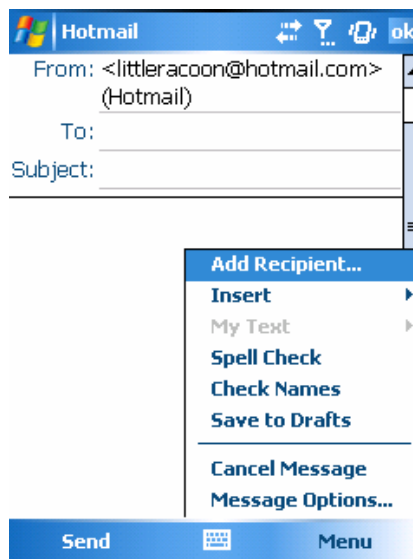 Hotmail ok
From: <littleracoon@hotmail.com>
(Hotmail)
To:
Subject:
Add Recipient...
Insert
My Text
Spell Check
Check Names
Save to Drafts
Cancel Message
Message Options...
Send Menu